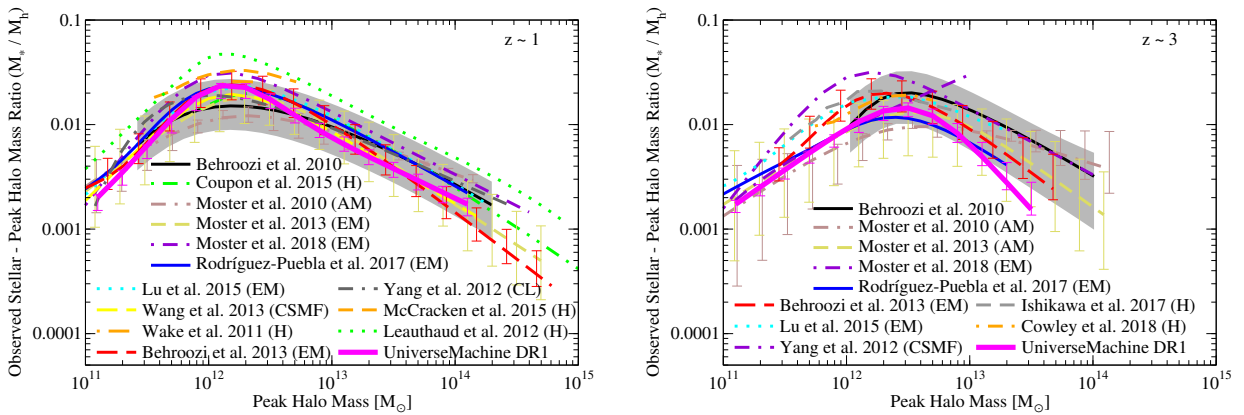 0.1
0.01
0.001
0.0001
Observed Stellar - Peak Halo Mass Ratio (M* / Mh)
z ~ 1
Behroozi et al. 2010
Coupon et al. 2015 (H)
Moster et al. 2010 (AM)
Moster et al. 2013 (EM)
Moster et al. 2018 (EM)
Rodríguez-Puebla et al. 2017 (EM)
Lu et al. 2015 (EM)
Yang et al. 2012 (CL)
Wang et al. 2013 (CSMF)
McCracken et al. 2015 (H)
Wake et al. 2011 (H)
Leauthaud et al. 2012 (H)
Behroozi et al. 2013 (EM)
UniverseMachine DR1
10^11 10^12 10^13 10^14 10^15
Peak Halo Mass [M⊙]
0.1
0.01
0.001
0.0001
Observed Stellar - Peak Halo Mass Ratio (M* / Mh)
z ~ 3
Behroozi et al. 2010
Moster et al. 2010 (AM)
Moster et al. 2013 (AM)
Moster et al. 2018 (EM)
Rodríguez-Puebla et al. 2017 (EM)
Behroozi et al. 2013 (EM)
Ishikawa et al. 2017 (H)
Lu et al. 2015 (EM)
Cowley et al. 2018 (H)
Yang et al. 2012 (CSMF)
UniverseMachine DR1
10^11 10^12 10^13 10^14 10^15
Peak Halo Mass [M⊙]